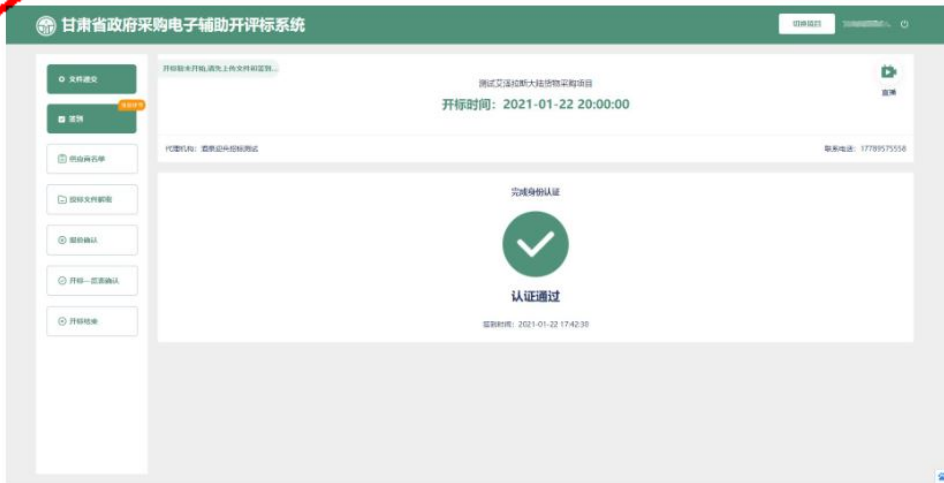 甘肃省政府采购电子辅助开评标系统
切换项目
文件递交
签到
供应商名单
投标文件解密
报价确认
开标一览表确认
开标结束
开标暂未开始,请先上传文件和签到...
测试艾泽拉斯大陆货物采购项目
开标时间：2021-01-22 20:00:00
直播
代理机构：
联系电话：17789575558
完成身份认证
认证通过
签到时间：2021-01-22 17:42:38